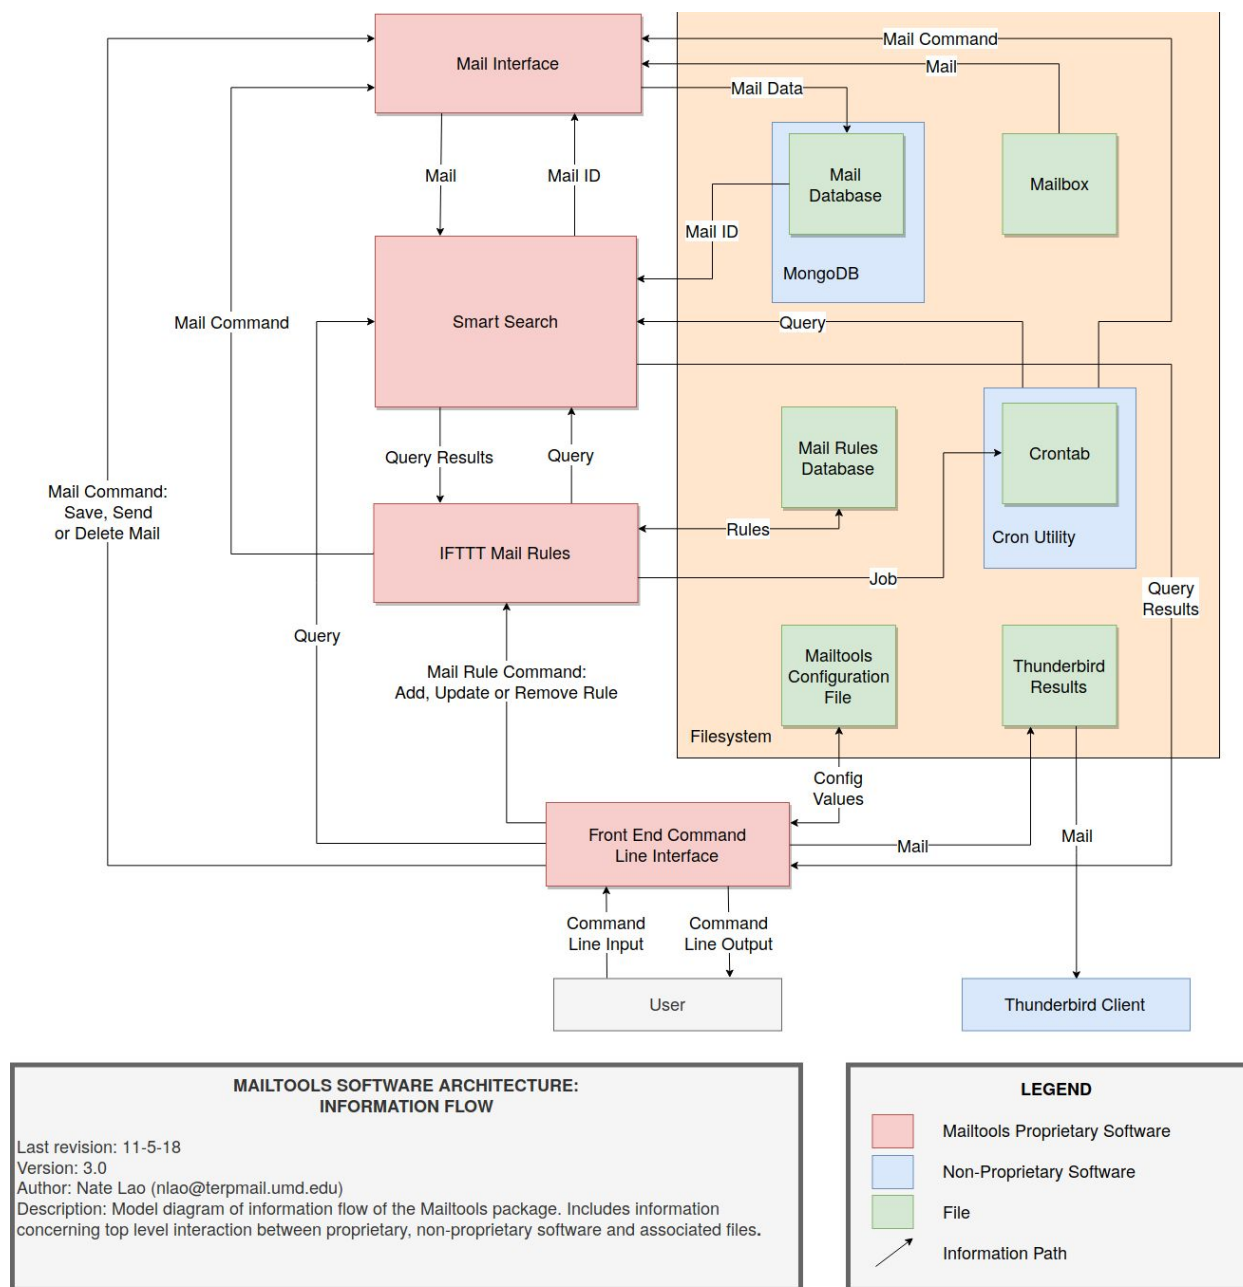 Mail Interface
Mail Command
Mail
Mail Data
Mail
Database
Mailbox
Mail
Mail ID
Mail ID
MongoDB
Mail Command
Smart Search
Query
Query Results
Query
Mail Rules
Database
Crontab
Cron Utility
Mail Command:
Save, Send
or Delete Mail
IFTTT Mail Rules
Rules
Job
Query
Results
Query
Mail Rule Command:
Add, Update or Remove Rule
Mailtools
Configuration
File
Thunderbird
Results
Filesystem
Config
Values
Front End Command
Line Interface
Mail
Mail
Command
Line Input
Command
Line Output
User
Thunderbird Client
MAILTOOLS SOFTWARE ARCHITECTURE:
INFORMATION FLOW
Last revision: 11-5-18
Version: 3.0
Author: Nate Lao (nlao@terpmail.umd.edu)
Description: Model diagram of information flow of the Mailtools package. Includes information
concerning top level interaction between proprietary, non-proprietary software and associated files.
LEGEND
Mailtools Proprietary Software
Non-Proprietary Software
File
Information Path